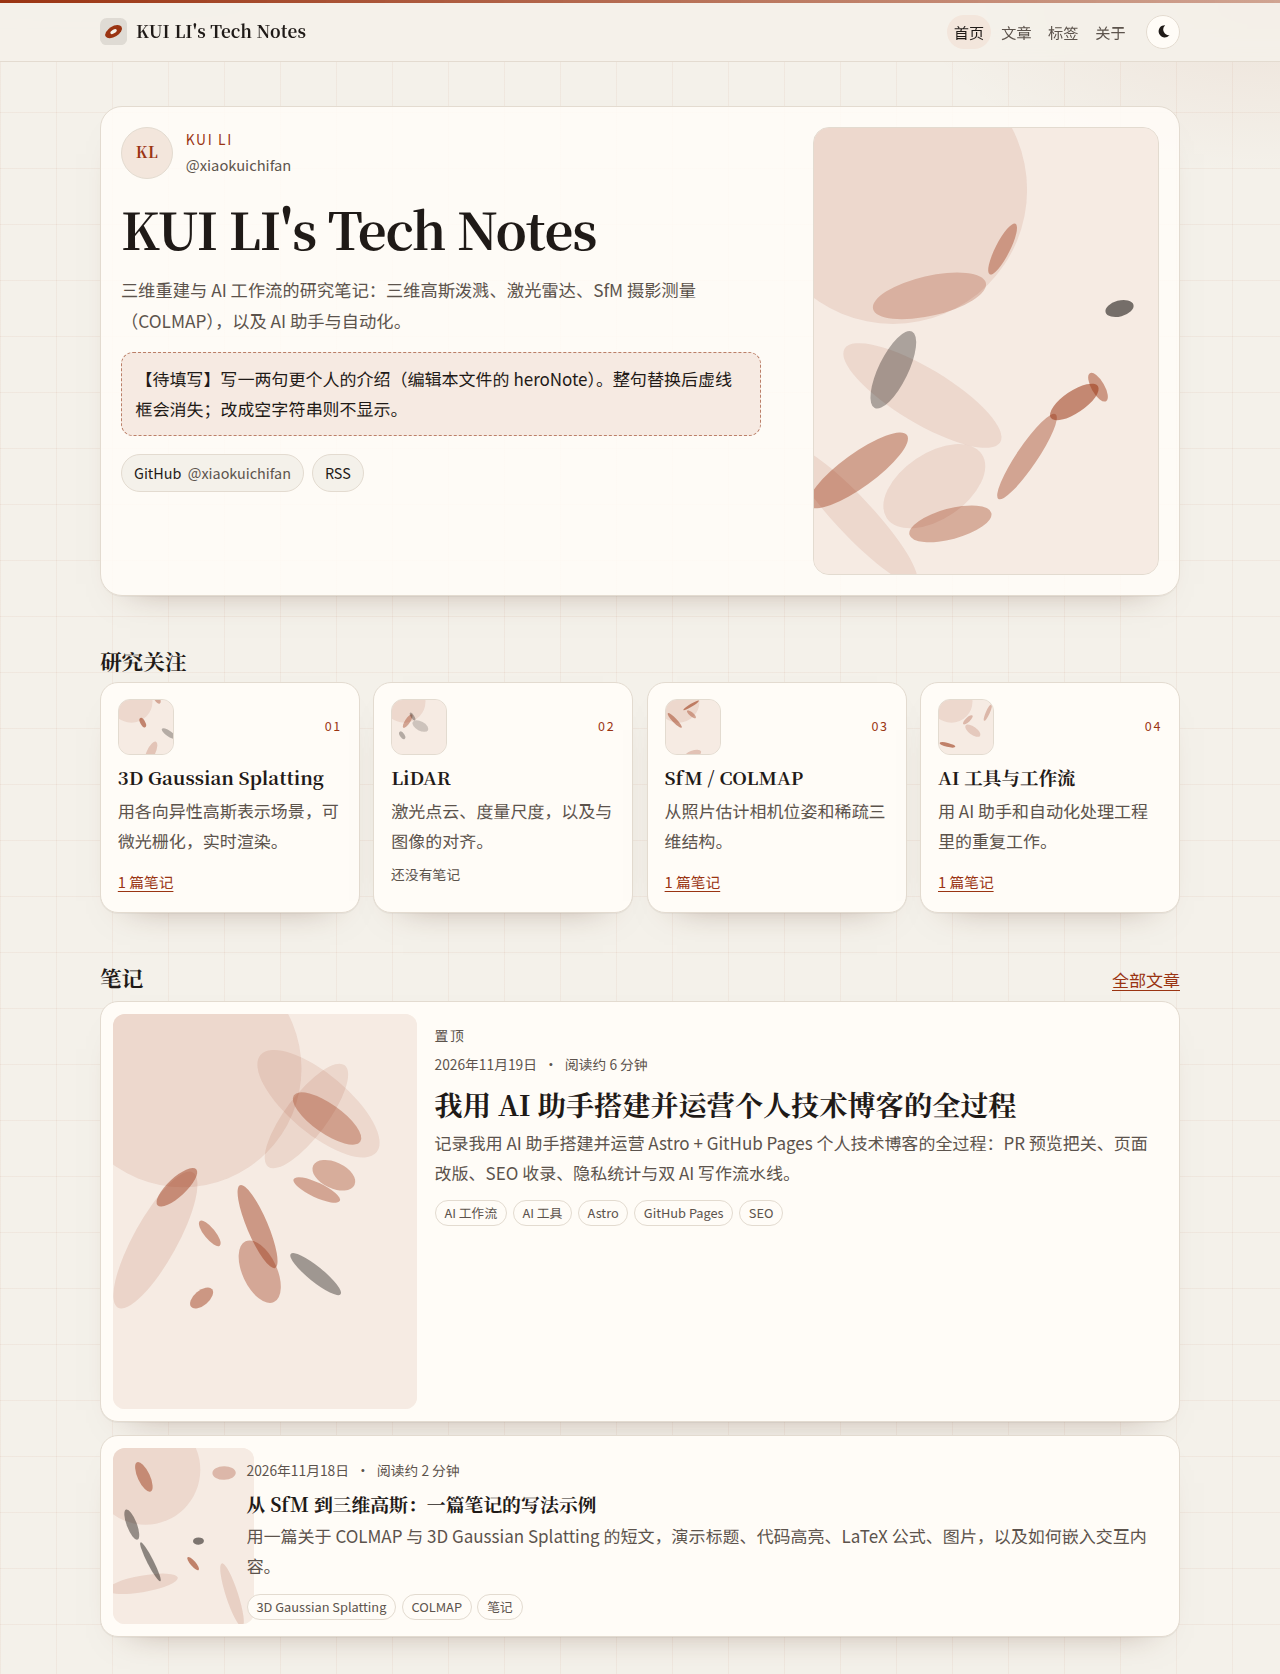 KUI LI's Tech Notes
首页 文章 标签 关于
KL
KUI LI
@xiaokuichifan
KUI LI's Tech Notes
三维重建与 AI 工作流的研究笔记：三维高斯泼溅、激光雷达、SfM 摄影测量
（COLMAP），以及 AI 助手与自动化。
【待填写】写一两句更个人的介绍（编辑本文件的 heroNote）。整句替换后虚线
框会消失；改成空字符串则不显示。
GitHub @xiaokuichifan RSS
研究关注
01
3D Gaussian Splatting
用各向异性高斯表示场景，可
微光栅化，实时渲染。
1 篇笔记
02
LiDAR
激光点云、度量尺度，以及与
图像的对齐。
还没有笔记
03
SfM / COLMAP
从照片估计相机位姿和稀疏三
维结构。
1 篇笔记
04
AI 工具与工作流
用 AI 助手和自动化处理工程
里的重复工作。
1 篇笔记
笔记
全部文章
置顶
2026年11月19日 · 阅读约 6 分钟
我用 AI 助手搭建并运营个人技术博客的全过程
记录我用 AI 助手搭建并运营 Astro + GitHub Pages 个人技术博客的全过程：PR 预览把关、页面
改版、SEO 收录、隐私统计与双 AI 写作流水线。
AI 工作流 AI 工具 Astro GitHub Pages SEO
2026年11月18日 · 阅读约 2 分钟
从 SfM 到三维高斯：一篇笔记的写法示例
用一篇关于 COLMAP 与 3D Gaussian Splatting 的短文，演示标题、代码高亮、LaTeX 公式、图片，以及如何嵌入交互内
容。
3D Gaussian Splatting COLMAP 笔记